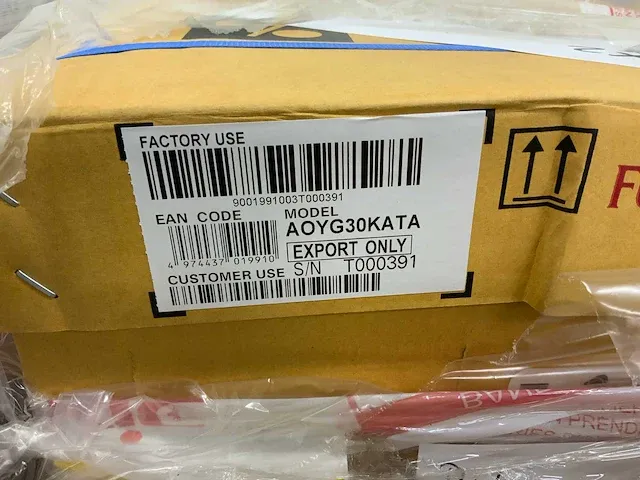 FACTORY USE
9001991003T000391
EAN CODE
MODEL
AOYG30KATA
4 974437 019910
EXPORT ONLY
CUSTOMER USE S/N T000391